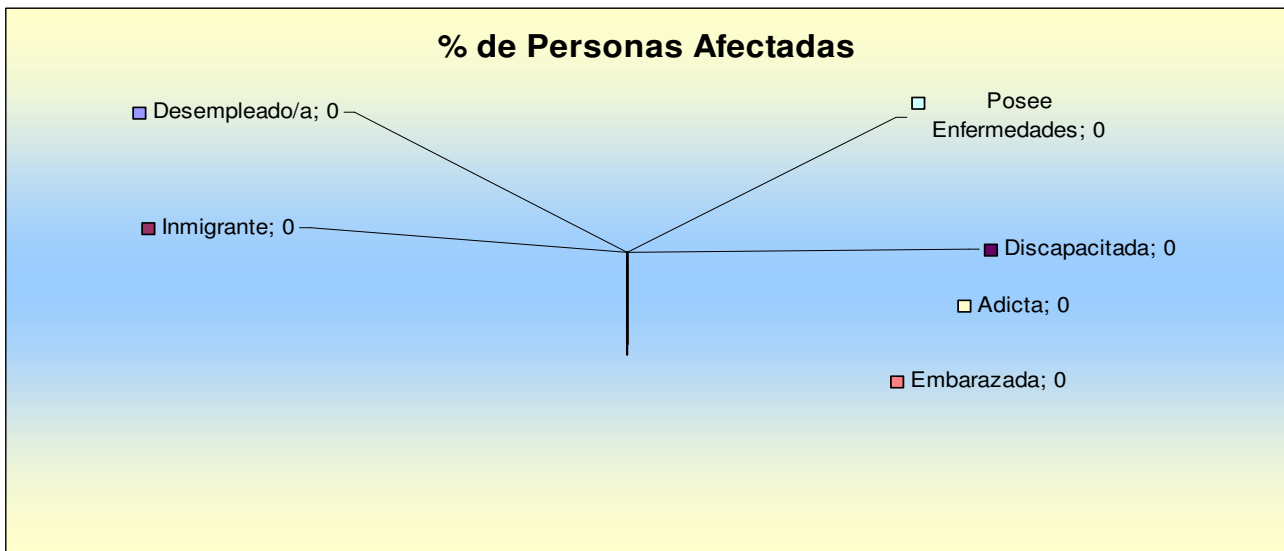 % de Personas Afectadas
Desempleado/a; 0
Posee
Enfermedades; 0
Inmigrante; 0
Discapacitada; 0
Adicta; 0
Embarazada; 0